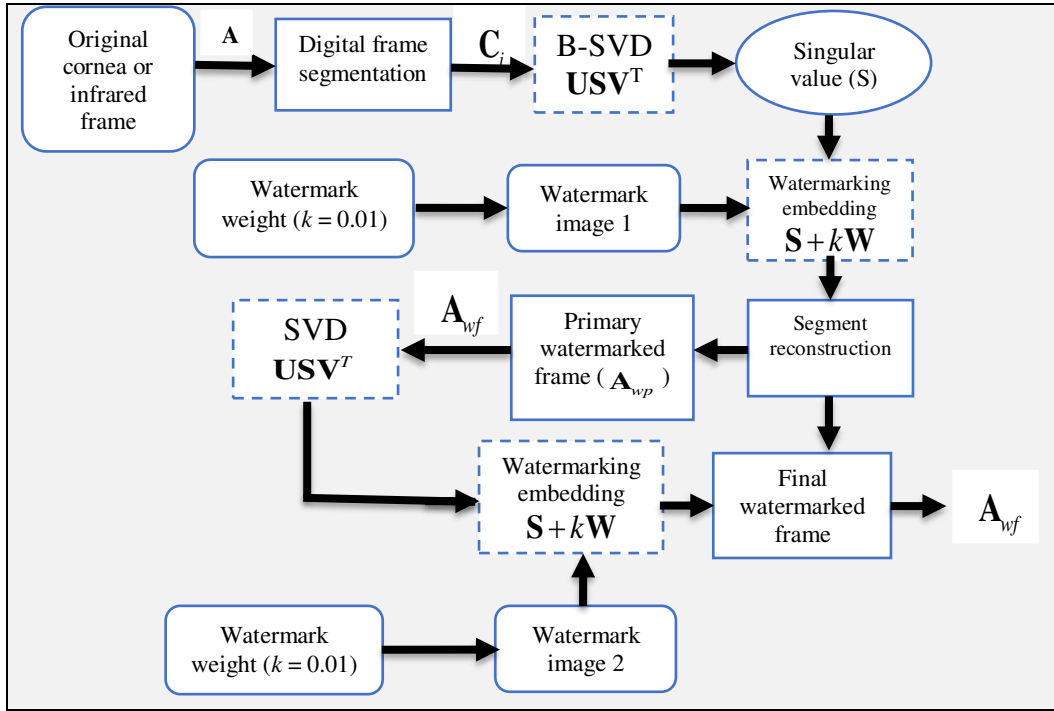 Original
cornea or
infrared
frame
A
Digital frame
segmentation
C_i
B-SVD
USV^T
Singular
value (S)
Watermark
weight (k = 0.01)
Watermark
image 1
Watermarking
embedding
S + kW
SVD
USV^T
A_wf
Primary
watermarked
frame ( A_wp )
Segment
reconstruction
Watermarking
embedding
S + kW
Final
watermarked
frame
A_wf
Watermark
weight (k = 0.01)
Watermark
image 2